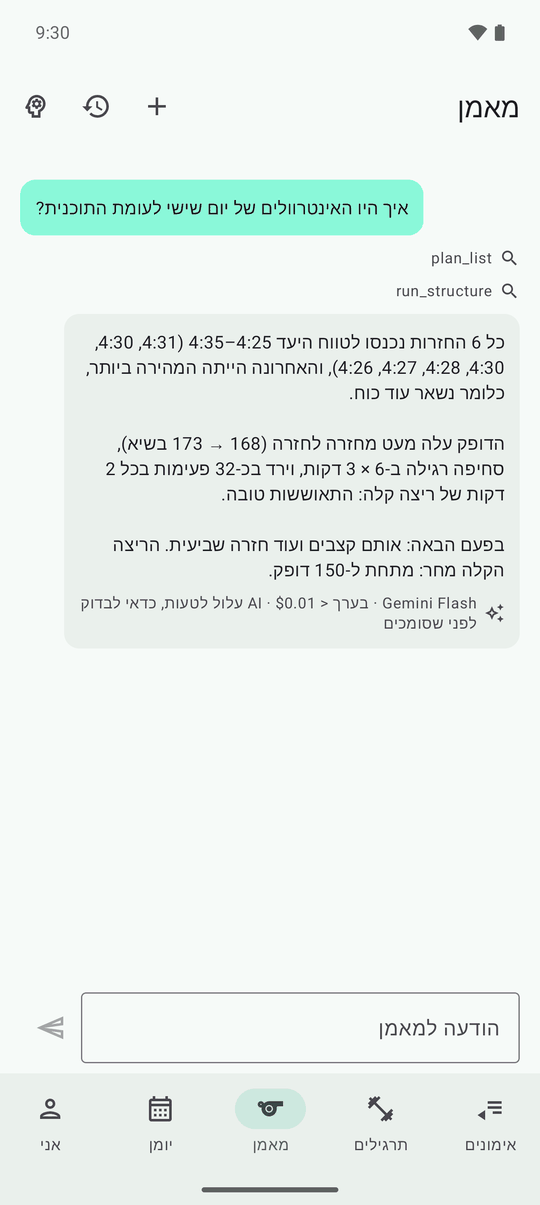 9:30
מאמן
איך היו האינטרוולים של יום שישי לעומת התוכנית?
plan_list
run_structure
כל 6 החזרות נכנסו לטווח היעד 4:25–4:35 (4:31, 4:30,
4:30, 4:28, 4:27, 4:26), והאחרונה הייתה המהירה ביותר,
כלומר נשאר עוד כוח.
הדופק עלה מעט מחזרה לחזרה (168 → 173 בשיא),
סחיפה רגילה ב-6 × 3 דקות, וירד בכ-32 פעימות בכל 2
דקות של ריצה קלה: התאוששות טובה.
בפעם הבאה: אותם קצבים ועוד חזרה שביעית. הריצה
הקלה מחר: מתחת ל-150 דופק.
Gemini Flash · בערך < $0.01 · AI עלול לטעות, כדאי לבדוק
לפני שסומכים
הודעה למאמן
אימונים
תרגילים
מאמן
יומן
אני